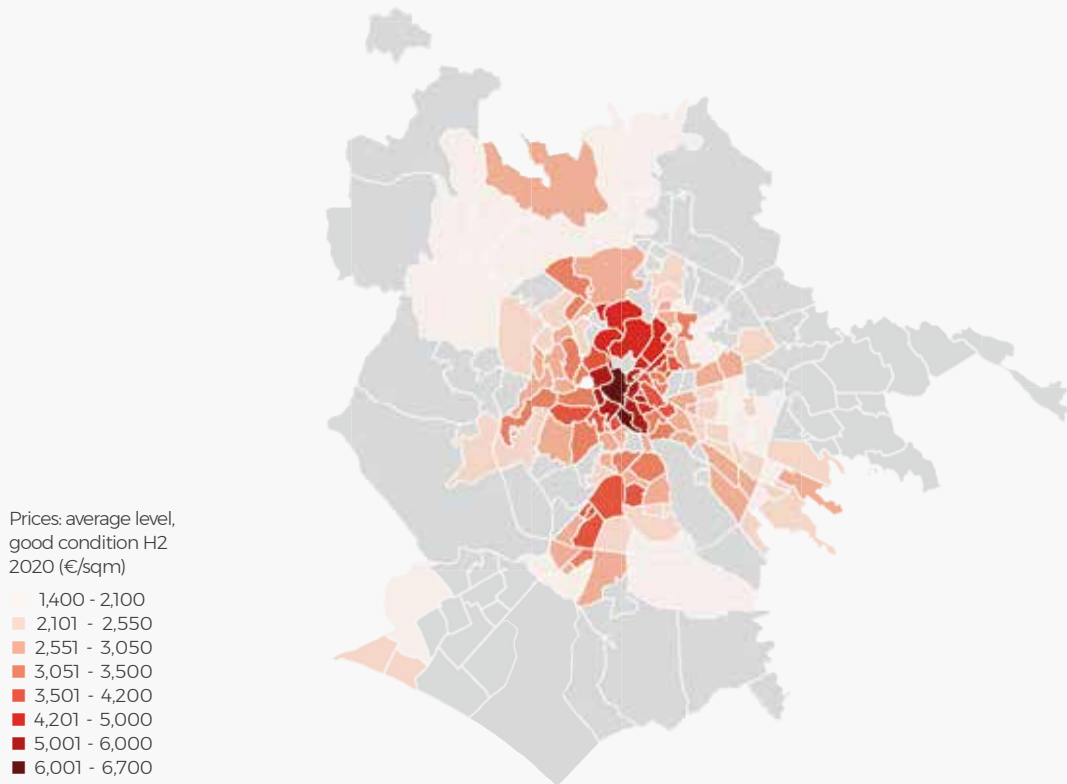 Prices: average level,
good condition H2
2020 (€/sqm)
1,400 - 2,100
2,101 - 2,550
2,551 - 3,050
3,051 - 3,500
3,501 - 4,200
4,201 - 5,000
5,001 - 6,000
6,001 - 6,700